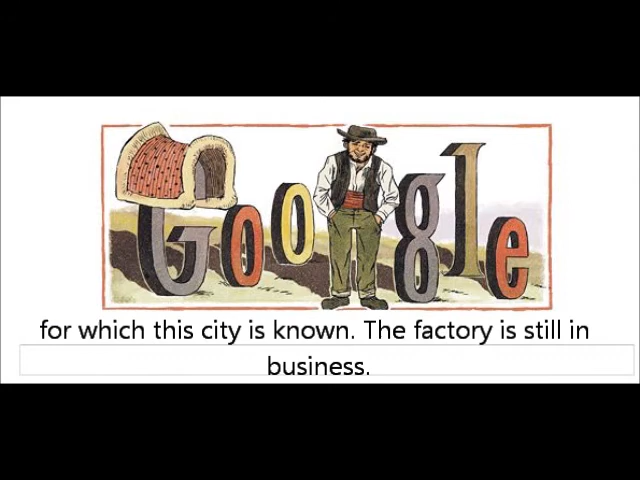 Google
for which this city is known. The factory is still in
business.